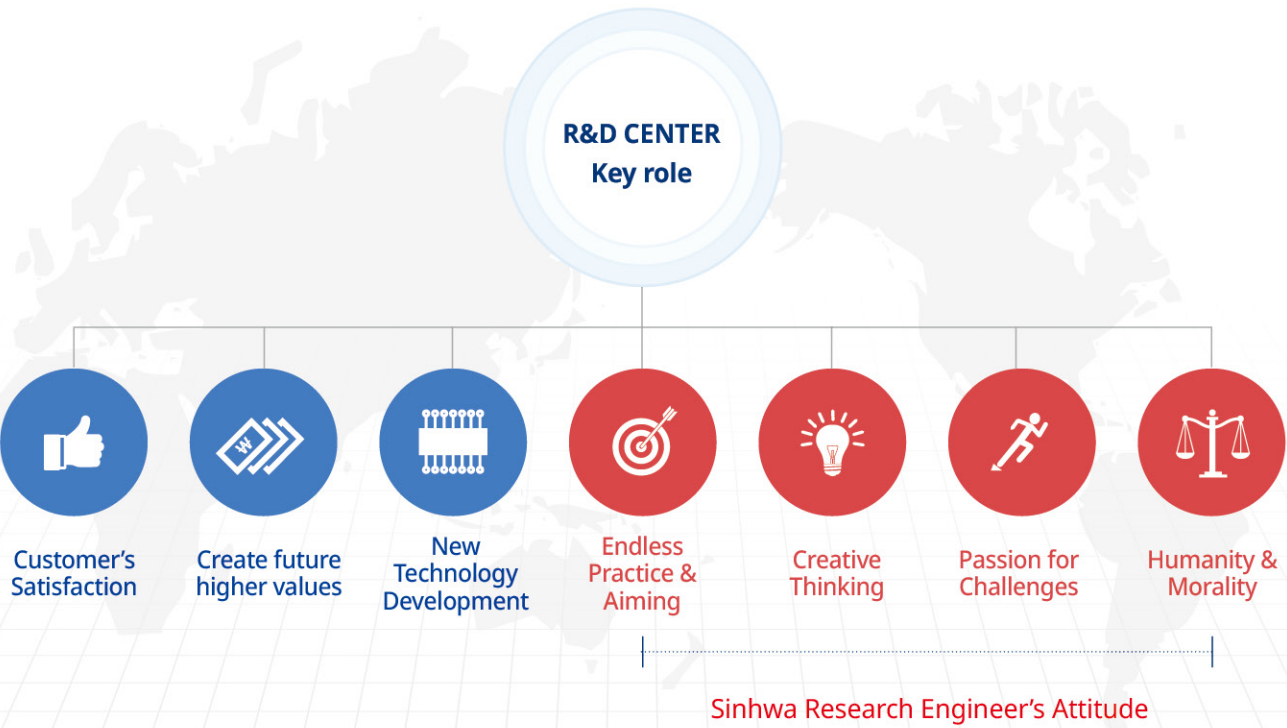 R&D CENTER
Key role
₩
Customer's
Satisfaction
Create future
higher values
New
Technology
Development
Endless
Practice &
Aiming
Creative
Thinking
Passion for
Challenges
Humanity &
Morality
Sinhwa Research Engineer's Attitude